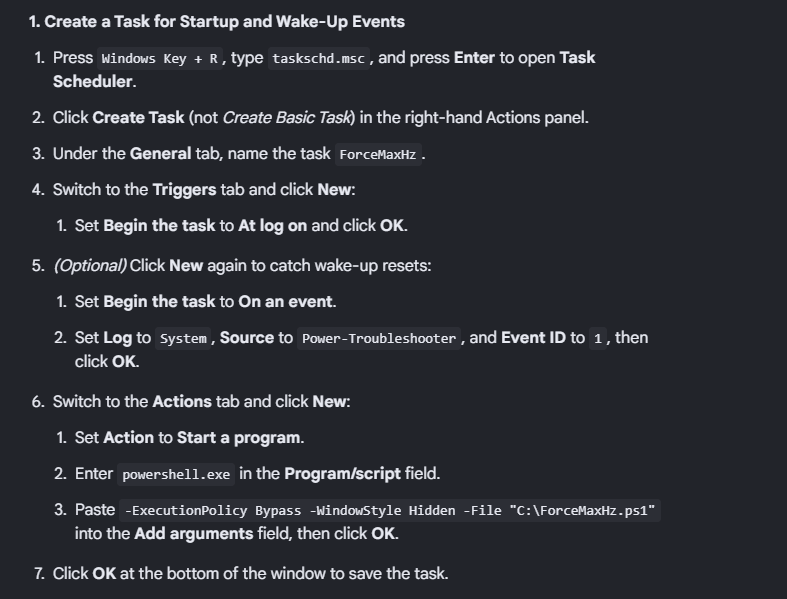 1. Create a Task for Startup and Wake-Up Events
1. Press Windows Key + R, type taskschd.msc, and press Enter to open Task
Scheduler.
2. Click Create Task (not Create Basic Task) in the right-hand Actions panel.
3. Under the General tab, name the task ForceMaxHz.
4. Switch to the Triggers tab and click New:
1. Set Begin the task to At log on and click OK.
5. (Optional) Click New again to catch wake-up resets:
1. Set Begin the task to On an event.
2. Set Log to System, Source to Power-Troubleshooter, and Event ID to 1, then
click OK.
6. Switch to the Actions tab and click New:
1. Set Action to Start a program.
2. Enter powershell.exe in the Program/script field.
3. Paste -ExecutionPolicy Bypass -WindowStyle Hidden -File "C:\ForceMaxHz.ps1"
into the Add arguments field, then click OK.
7. Click OK at the bottom of the window to save the task.